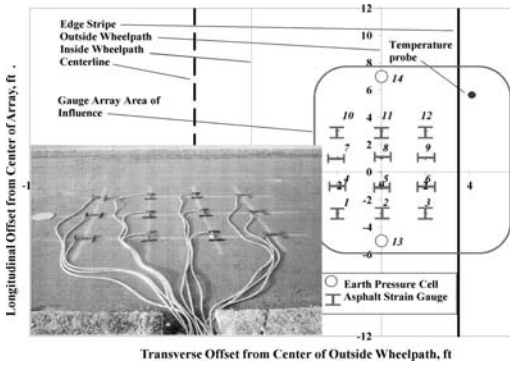 Edge Stripe
Outside Wheelpath
Inside Wheelpath
Centerline
Gauge Array Area of
Influence
Temperature
probe
Longitudinal Offset from Center of Array, ft .
12
8
6
4
2
0
-2
-4
-6
-12
-1
-2
4
14
10 11 12
7 8 9
4 5 6
1 2 3
13
Earth Pressure Cell
Asphalt Strain Gauge
Transverse Offset from Center of Outside Wheelpath, ft